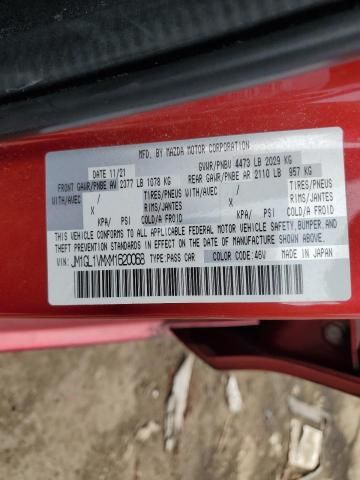 MFD. BY MAZDA MOTOR CORPORATION
DATE 11/21 GVWR/PNBV 4473 LB 2029 KG
FRONT GAWR/PNBE AV 2377 LB 1078 KG REAR GAWR/PNBE AR 2110 LB 957 KG
WITH/AVEC / TIRES/PNEUS WITH/AVEC / TIRES/PNEUS
X USES/JANTES X USES/JANTES
KPA/ PSI COLD/A FROID KPA/ PSI COLD/A FROID
THIS VEHICLE CONFORMS TO ALL APPLICABLE
FEDERAL MOTOR VEHICLE SAFETY, BUMPER, AND
THEFT PREVENTION STANDARDS IN EFFECT ON THE DATE OF
MANUFACTURE SHOWN ABOVE.
VIN: JM1GL1VMXM1620068 TYPE: PASS CAR COLOR CODE: 46V MADE IN JAPAN